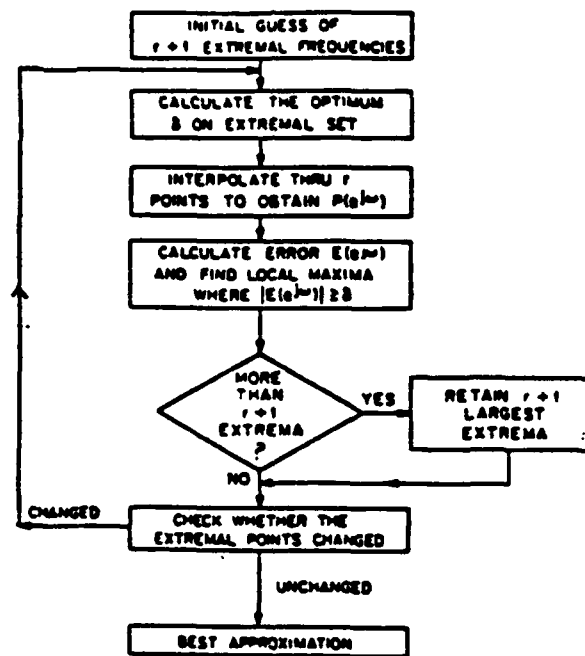 INITIAL GUESS OF
r + 1 EXTREMAL FREQUENCIES
CALCULATE THE OPTIMUM
δ ON EXTREMAL SET
INTERPOLATE THRU r
POINTS TO OBTAIN P(e^jω)
CALCULATE ERROR E(e^jω)
AND FIND LOCAL MAXIMA
WHERE |E(e^jω)| ≥ δ
MORE
THAN
r + 1
EXTREMA
?
YES
RETAIN r + 1
LARGEST
EXTREMA
NO
CHANGED
CHECK WHETHER THE
EXTREMAL POINTS CHANGED
UNCHANGED
BEST APPROXIMATION